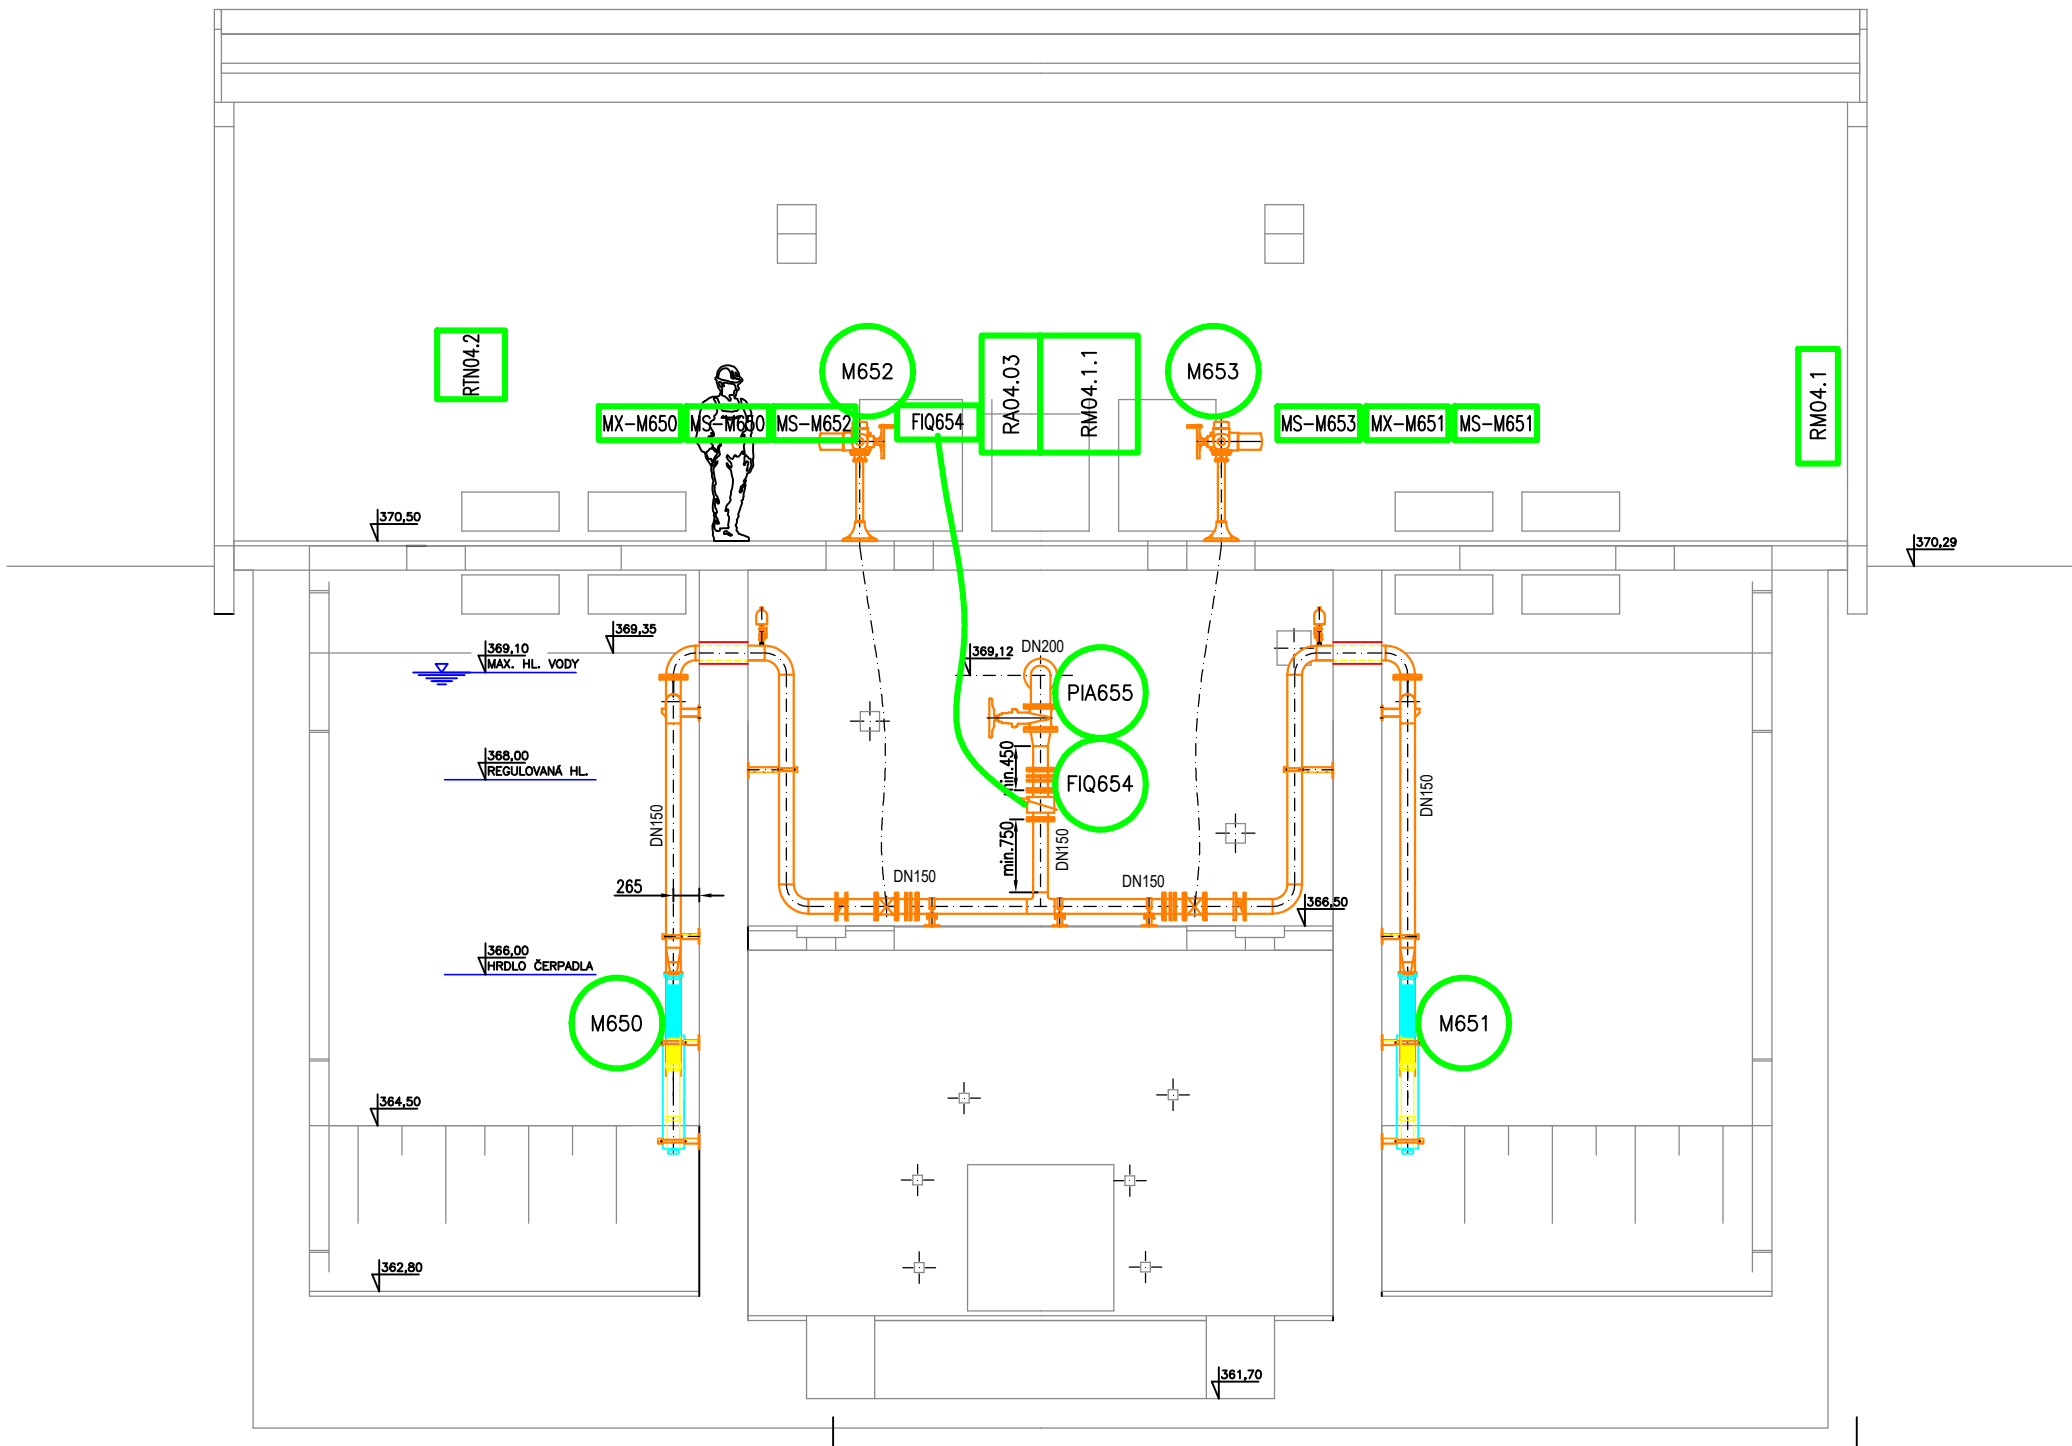 RTN04.2
M652
RA04.03
RM04.1.1
M653
RM04.1
MX-M650
MS-M650
MS-M652
FIQ654
MS-M653
MX-M651
MS-M651
370,50
370,29
369,35
369,10
MAX. HL. VODY
369,12
DN200
PIA655
368,00
REGULOVANÁ HL.
min.450
FIQ654
DN150
DN150
min.750
DN150
DN150
DN150
265
366,50
366,00
HRDLO ČERPADLA
M650
M651
364,50
362,80
361,70